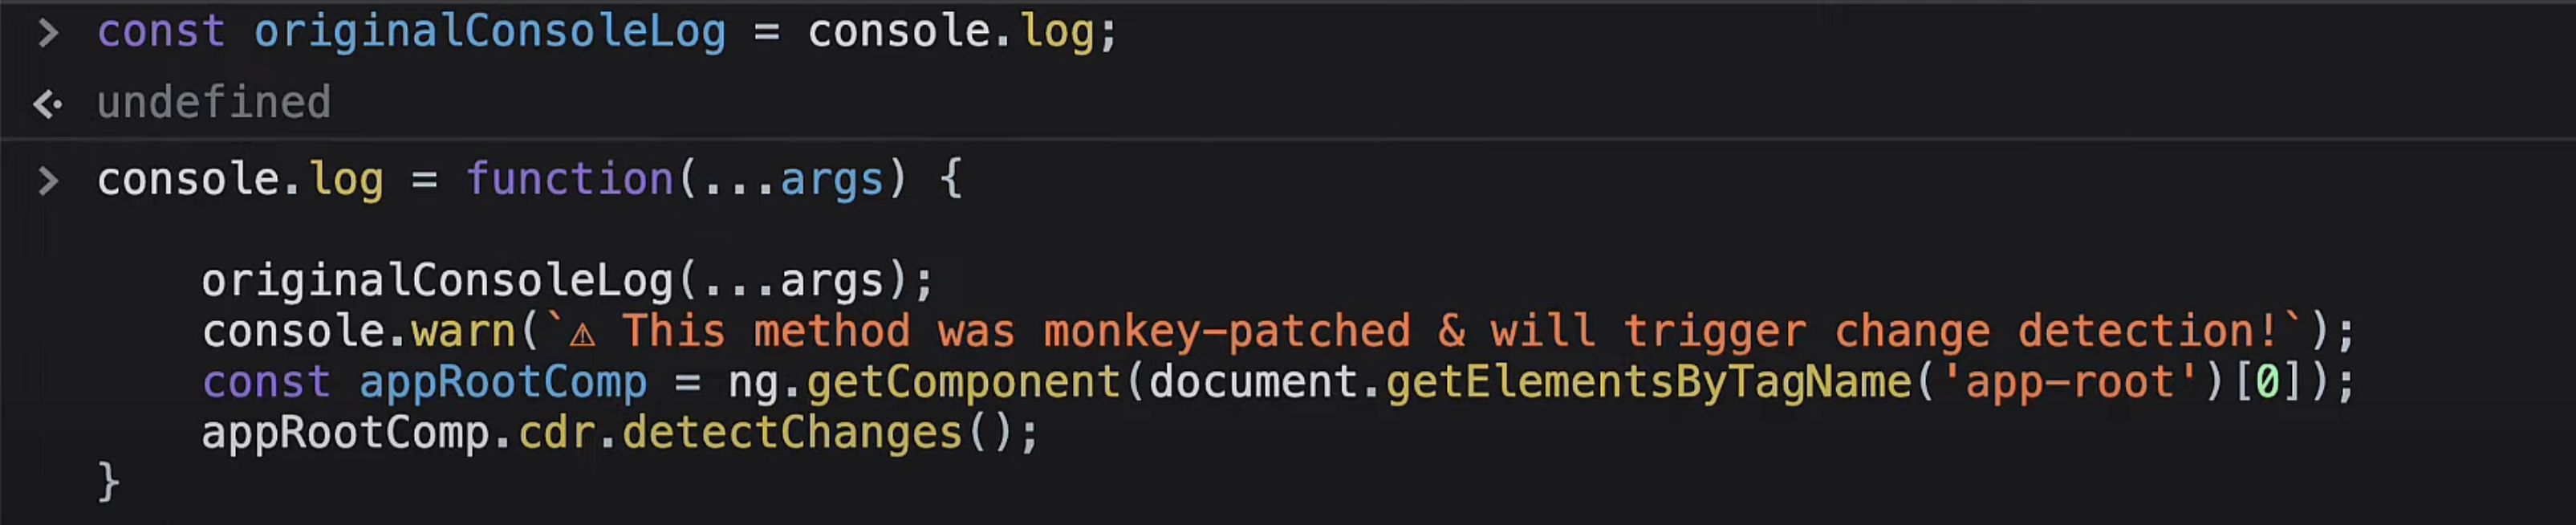 > const originalConsoleLog = console.log;
undefined
> console.log = function(...args) {
originalConsoleLog(...args);
console.warn(`⚠ This method was monkey-patched & will trigger change detection!`);
const appRootComp = ng.getComponent(document.getElementsByTagName('app-root')[0]);
appRootComp.cdr.detectChanges();
}